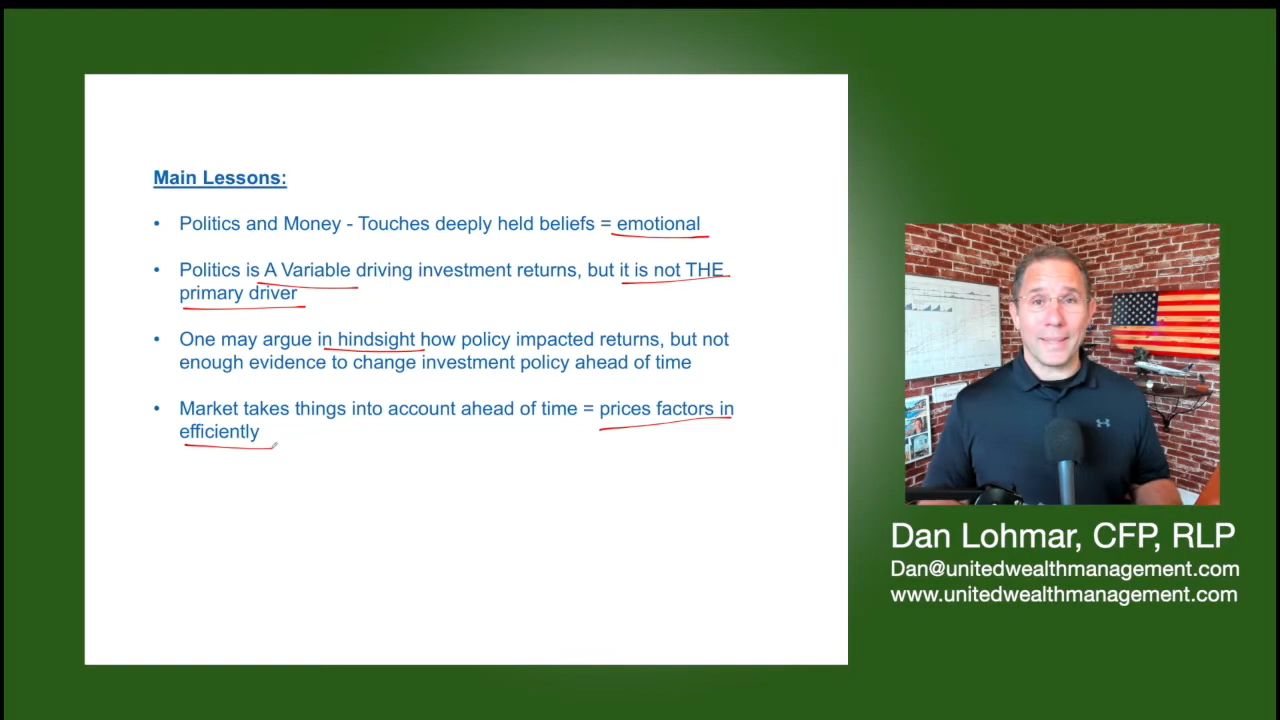 Main Lessons:
• Politics and Money - Touches deeply held beliefs = emotional
• Politics is A Variable driving investment returns, but it is not THE
primary driver
• One may argue in hindsight how policy impacted returns, but not
enough evidence to change investment policy ahead of time
• Market takes things into account ahead of time = prices factors in
efficiently
Dan Lohmar, CFP, RLP
Dan@unitedwealthmanagement.com
www.unitedwealthmanagement.com